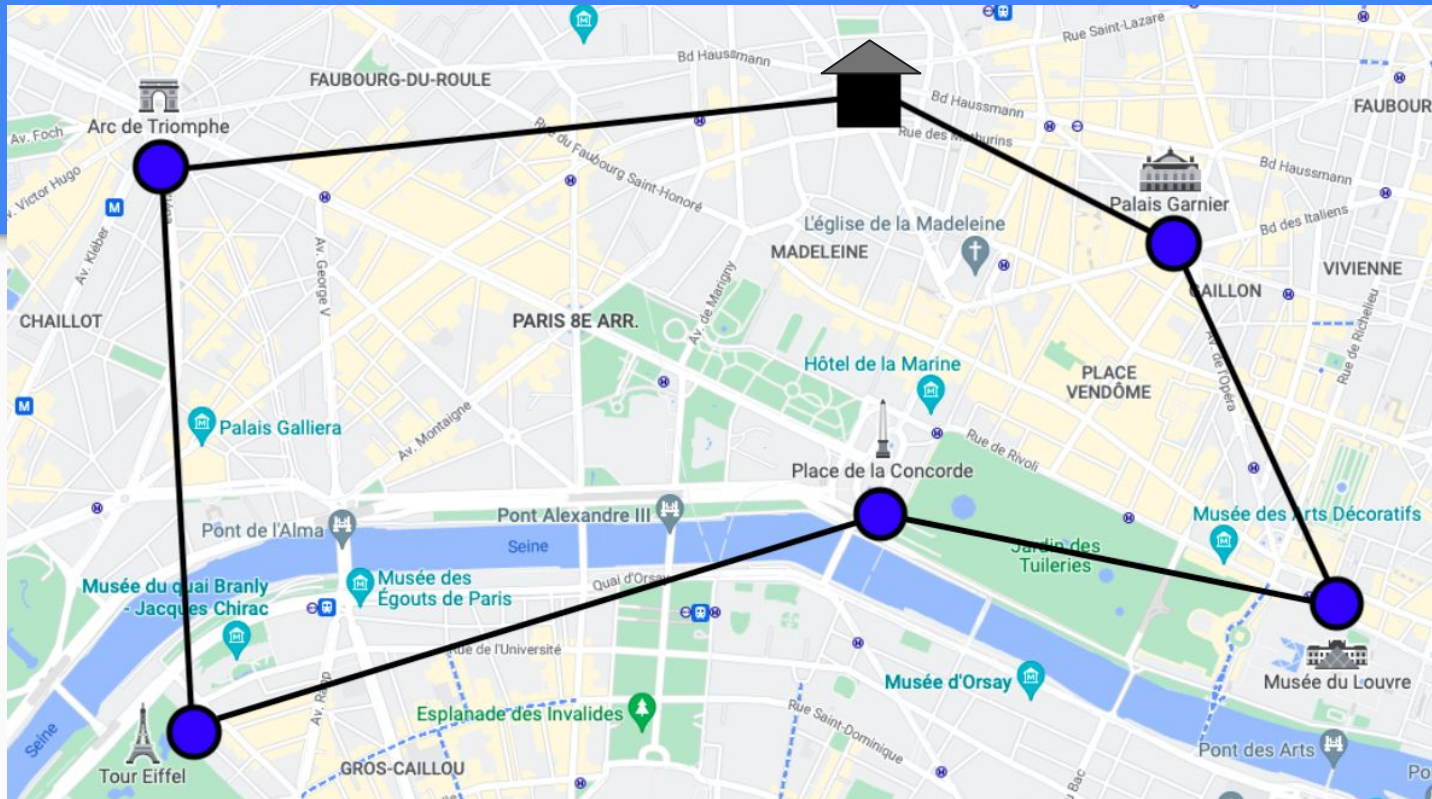 Rue Saint-Lazare
Bd Haussmann
FAUBOURG-DU-ROULE
Bd Haussmann
FAUBOUR
Arc de Triomphe
Av. Foch
Rue du Faubourg Saint-Honoré
Rue des Mathurins
Bd Haussmann
Victor Hugo
M
Av. Kléber
Palais Garnier
Bd des Italiens
L'église de la Madeleine
MADELEINE
Av. George V
VIVIENNE
GAILLON
CHAILLOT
PARIS 8E ARR.
Av. de Marigny
Rue de Richelieu
Av. de l'Opéra
Hôtel de la Marine
PLACE
VENDÔME
M
Palais Galliera
Av. Montaigne
Rue de Rivoli
Place de la Concorde
Pont de l'Alma
Pont Alexandre III
Musée des Arts Décoratifs
Seine
Jardin des
Tuileries
Musée du quai Branly
- Jacques Chirac
Musée des
Égouts de Paris
Quai d'Orsay
Rue de l'Université
Musée d'Orsay
Musée du Louvre
Av. Rapp
Esplanade des Invalides
Rue Saint-Dominique
Seine
Tour Eiffel
GROS-CAILLOU
Pont des Arts
Po
Bac